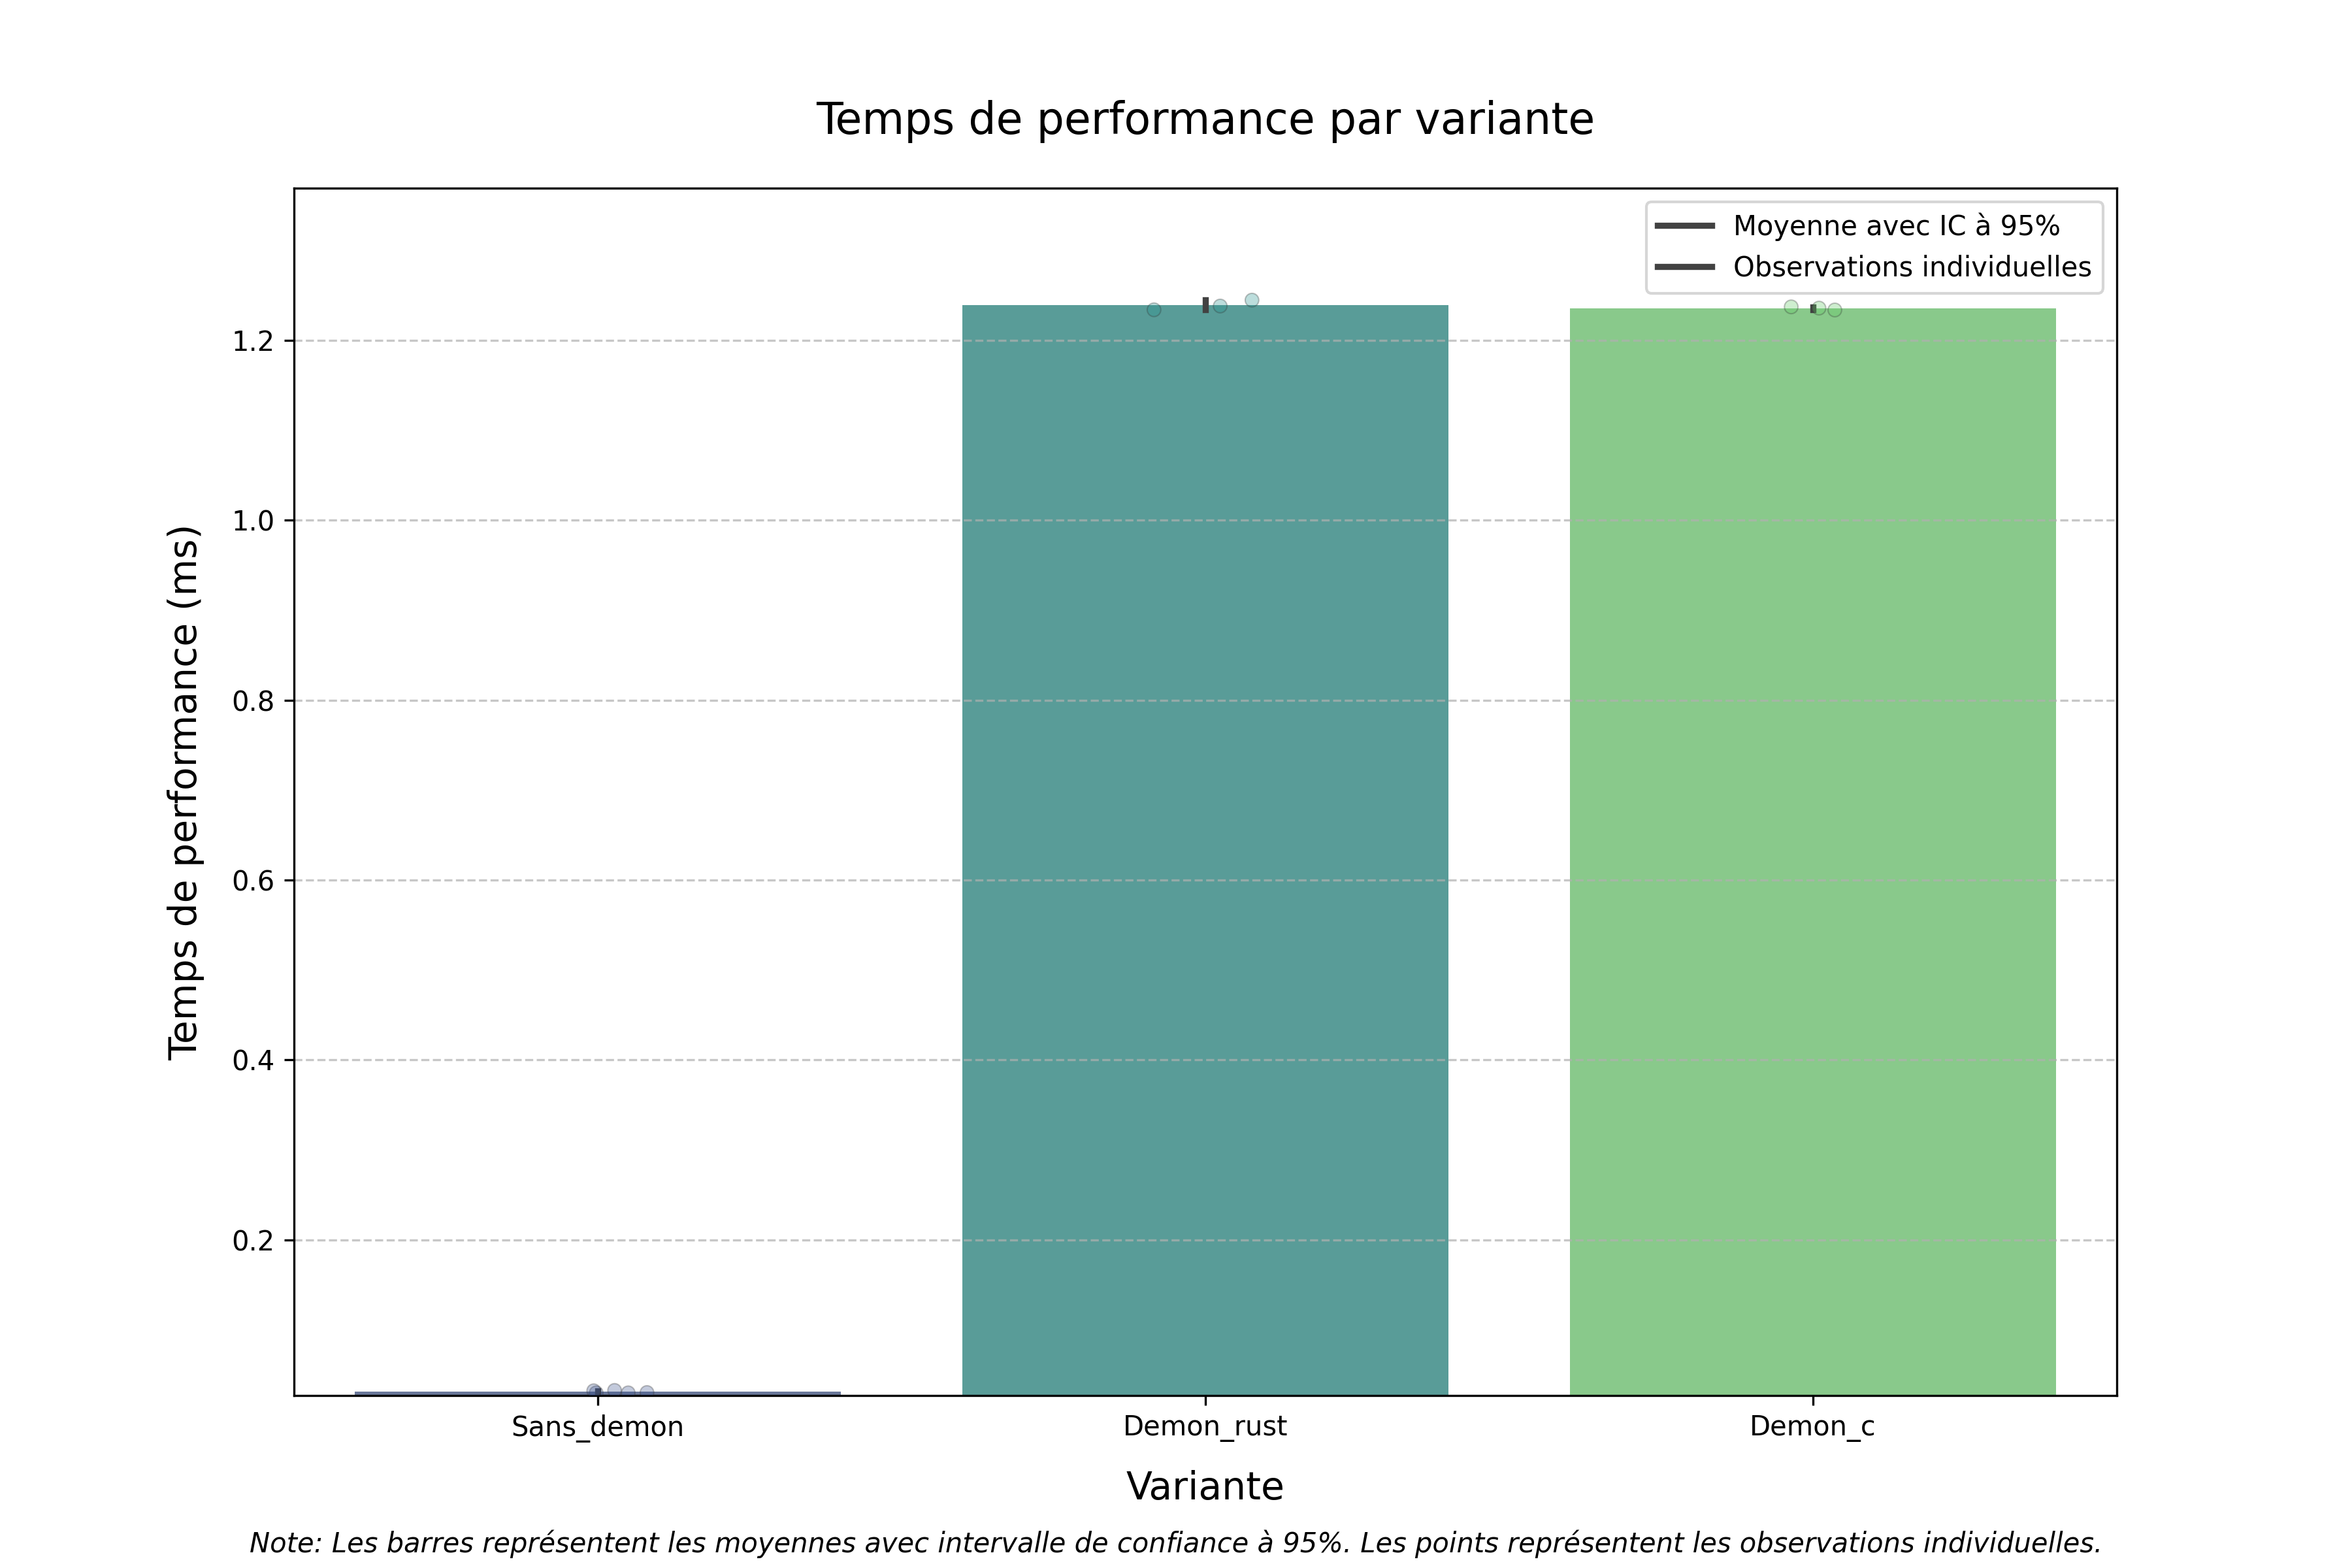 Temps de performance par variante
Moyenne avec IC à 95%
Observations individuelles
Temps de performance (ms)
1.2
1.0
0.8
0.6
0.4
0.2
Sans_demon
Demon_rust
Demon_c
Variante
Note: Les barres représentent les moyennes avec intervalle de confiance à 95%. Les points représentent les observations individuelles.